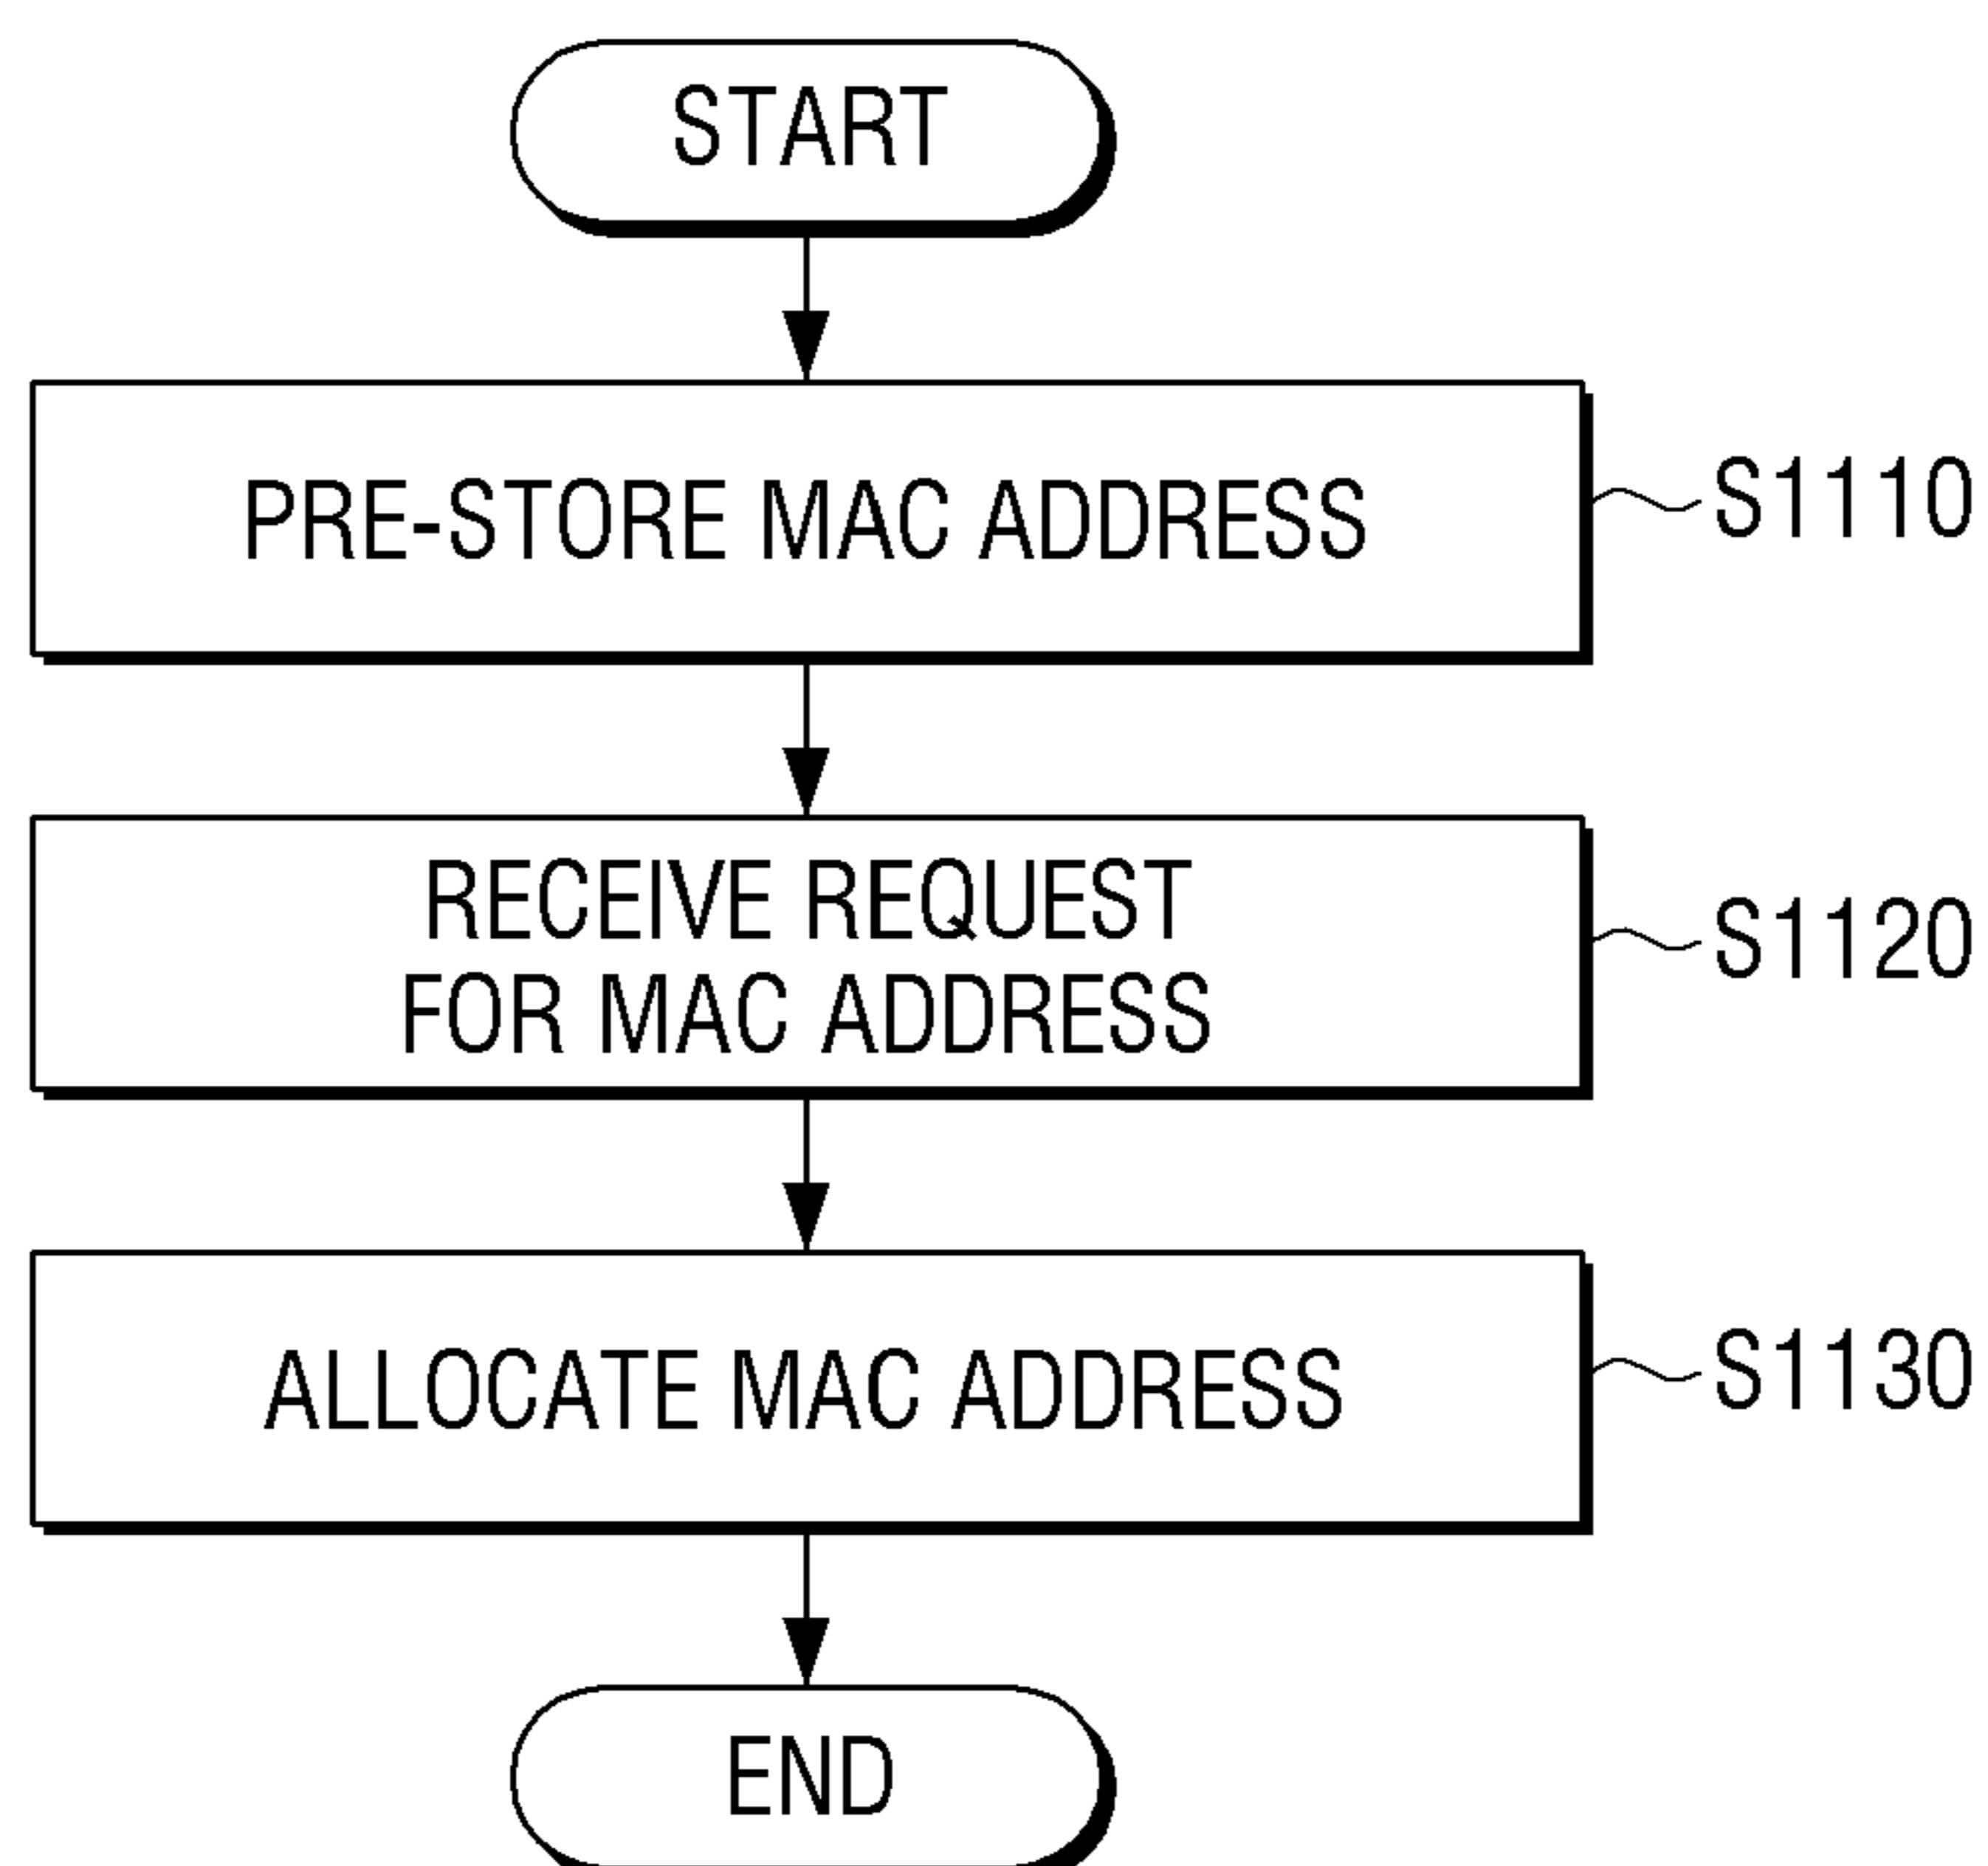 START
PRE-STORE MAC ADDRESS
S1110
RECEIVE REQUEST
FOR MAC ADDRESS
S1120
ALLOCATE MAC ADDRESS
S1130
END